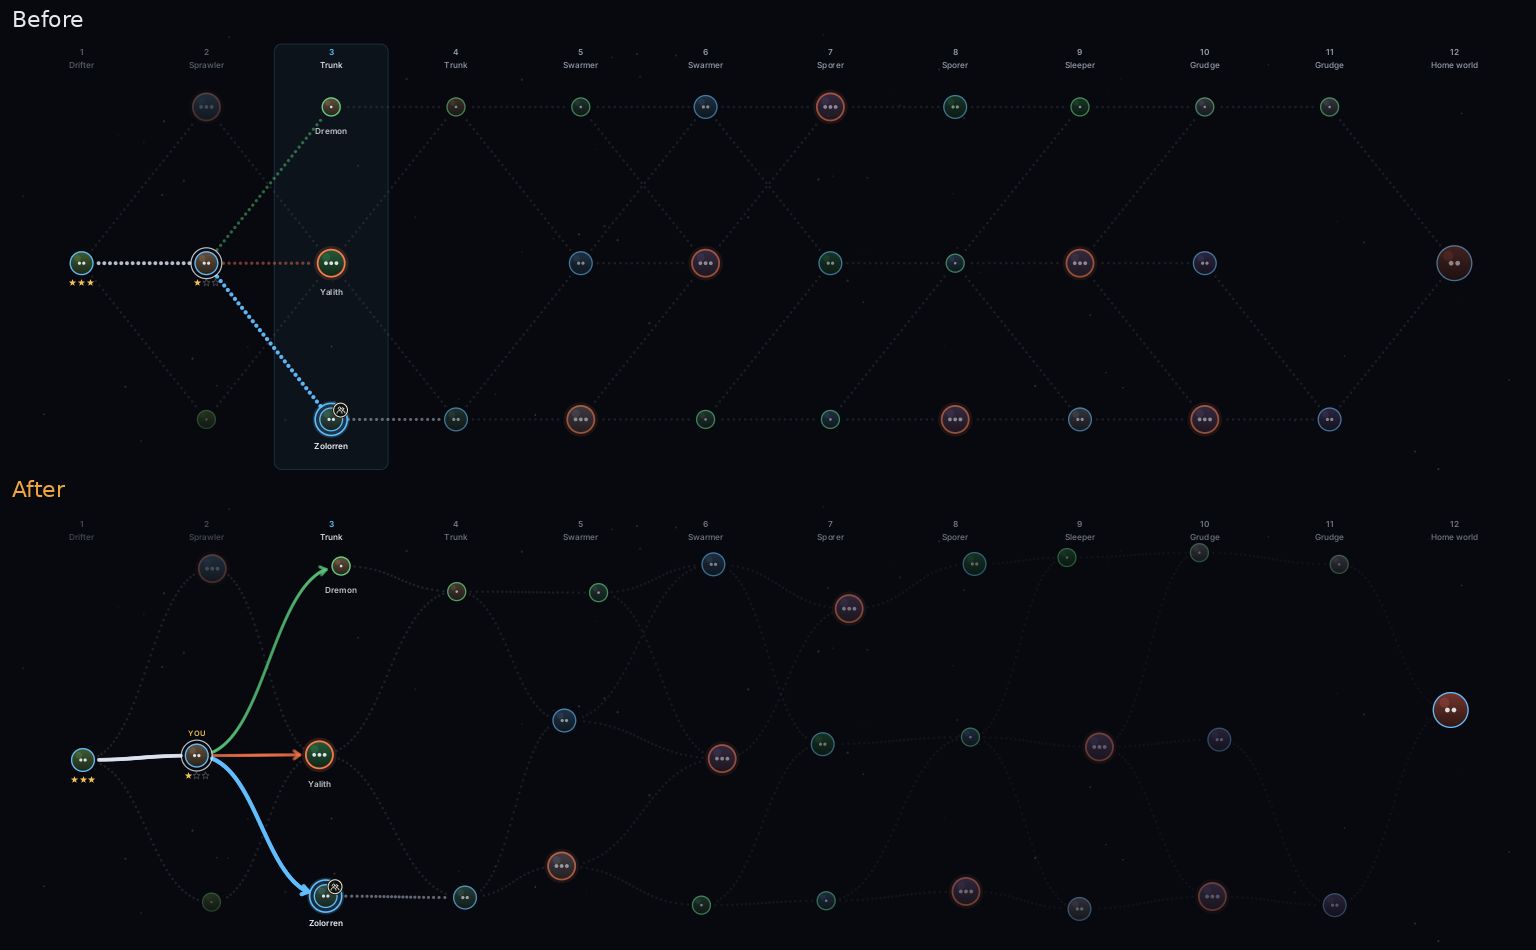 Before
1 2 3 4 5 6 7 8 9 10 11 12
Drifter Sprawler Trunk Trunk Swarmer Swarmer Sporer Sporer Sleeper Grudge Grudge Home world
Dremon
Yalith
Zolorren
After
1 2 3 4 5 6 7 8 9 10 11 12
Drifter Sprawler Trunk Trunk Swarmer Swarmer Sporer Sporer Sleeper Grudge Grudge Home world
Dremon
YOU
Yalith
Zolorren